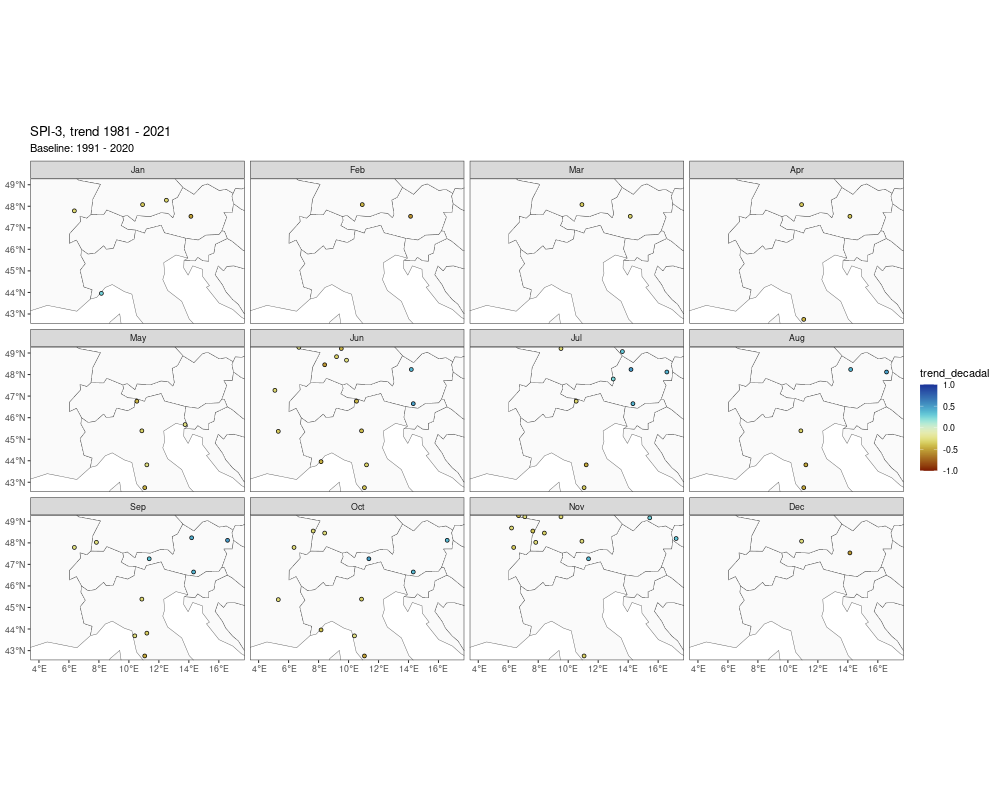 SPI-3, trend 1981 - 2021
Baseline: 1991 - 2020
Jan Feb Mar Apr
49°N
48°N
47°N
46°N
45°N
44°N
43°N
May Jun Jul Aug
49°N
48°N
47°N
46°N
45°N
44°N
43°N
trend_decadal
1.0
0.5
0.0
-0.5
-1.0
Sep Oct Nov Dec
49°N
48°N
47°N
46°N
45°N
44°N
43°N
4°E 6°E 8°E 10°E 12°E 14°E 16°E 4°E 6°E 8°E 10°E 12°E 14°E 16°E 4°E 6°E 8°E 10°E 12°E 14°E 16°E 4°E 6°E 8°E 10°E 12°E 14°E 16°E